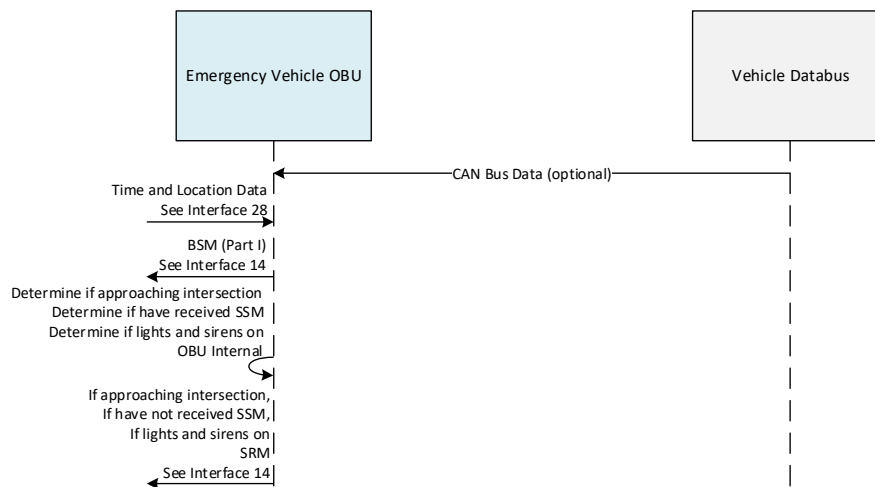 Emergency Vehicle OBU
Vehicle Databus
CAN Bus Data (optional)
Time and Location Data
See Interface 28
BSM (Part I)
See Interface 14
Determine if approaching intersection
Determine if have received SSM
Determine if lights and sirens on
OBU Internal
If approaching intersection,
If have not received SSM,
If lights and sirens on
SRM
See Interface 14